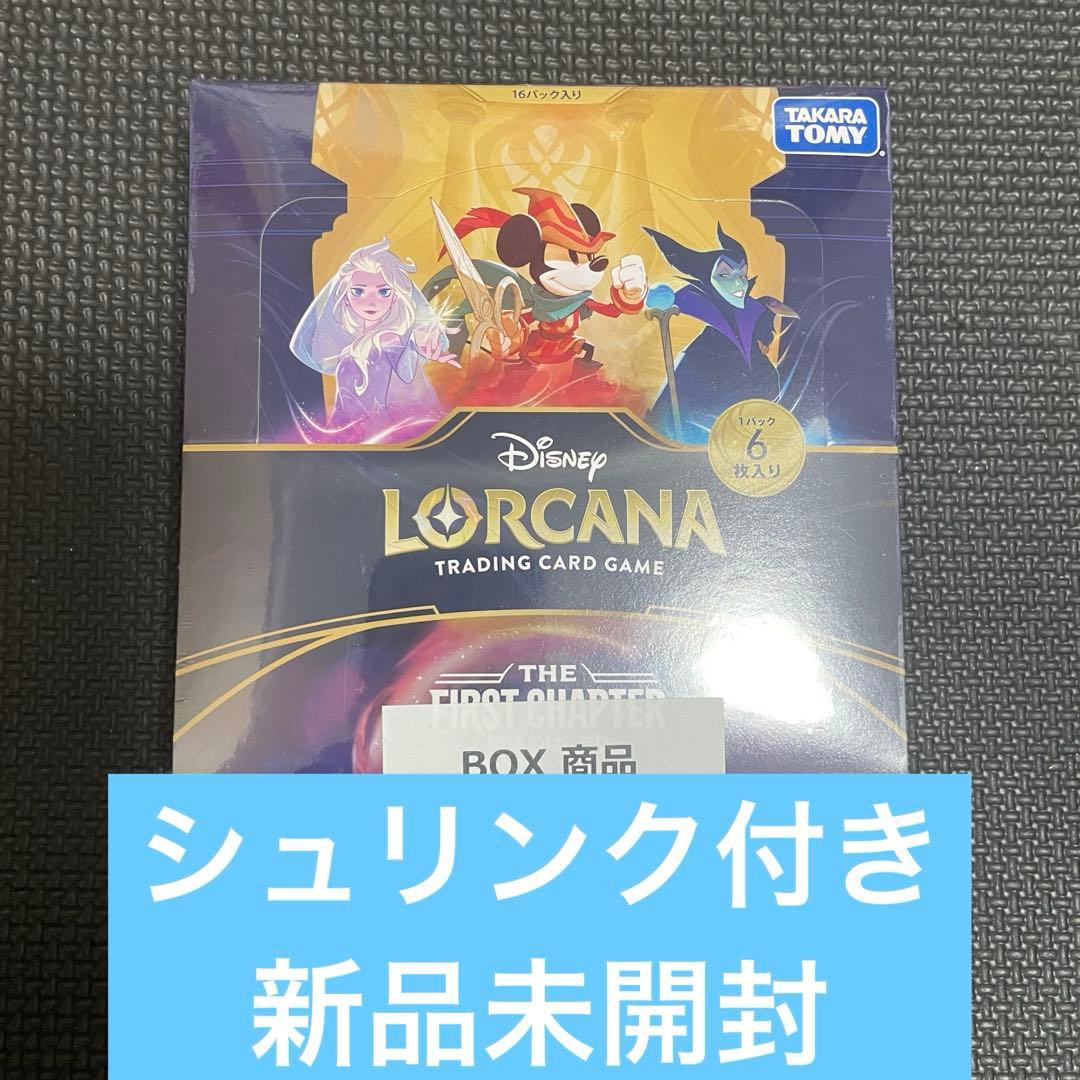 16パック入り
TAKARA
TOMY
1パック
6
枚入り
Disney
LORCANA
TRADING CARD GAME
THE
FIRST CHAPTER
BOX 商品
シュリンク付き
新品未開封